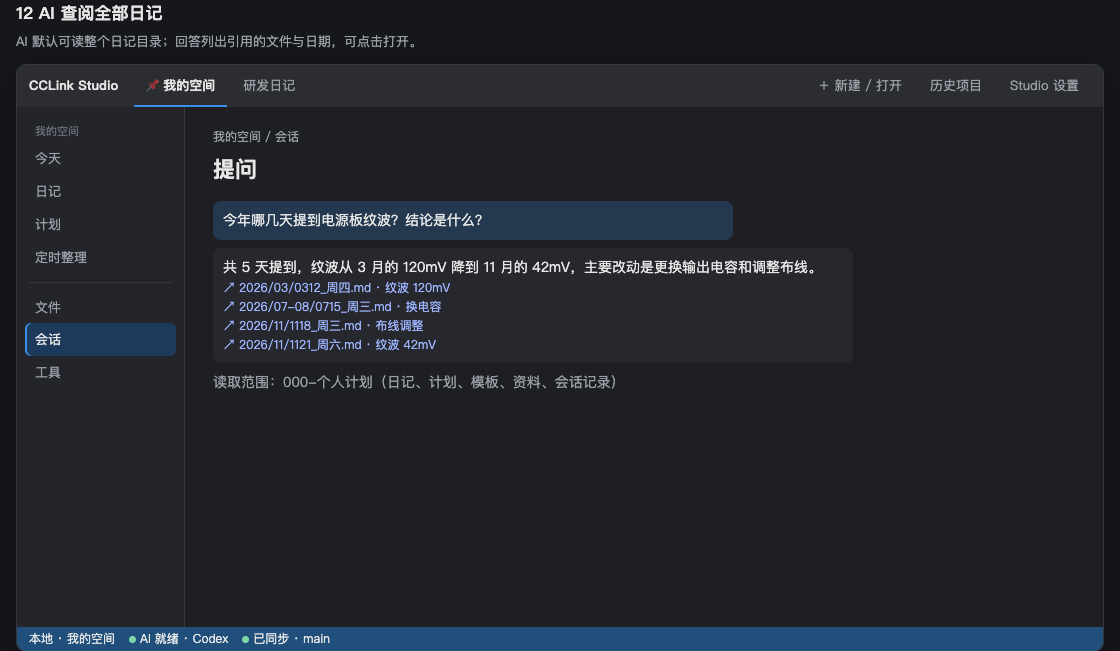 12 AI 查阅全部日记
AI 默认可读整个日记目录；回答列出引用的文件与日期，可点击打开。
CCLink Studio
我的空间
研发日记
+ 新建 / 打开
历史项目
Studio 设置
我的空间
今天
日记
计划
定时整理
文件
会话
工具
我的空间 / 会话
提问
今年哪几天提到电源板纹波？结论是什么？
共 5 天提到，纹波从 3 月的 120mV 降到 11 月的 42mV，主要改动是更换输出电容和调整布线。
↗ 2026/03/0312_周四.md · 纹波 120mV
↗ 2026/07-08/0715_周三.md · 换电容
↗ 2026/11/1118_周三.md · 布线调整
↗ 2026/11/1121_周六.md · 纹波 42mV
读取范围：000-个人计划（日记、计划、模板、资料、会话记录）
本地 · 我的空间
AI 就绪 · Codex
已同步 · main